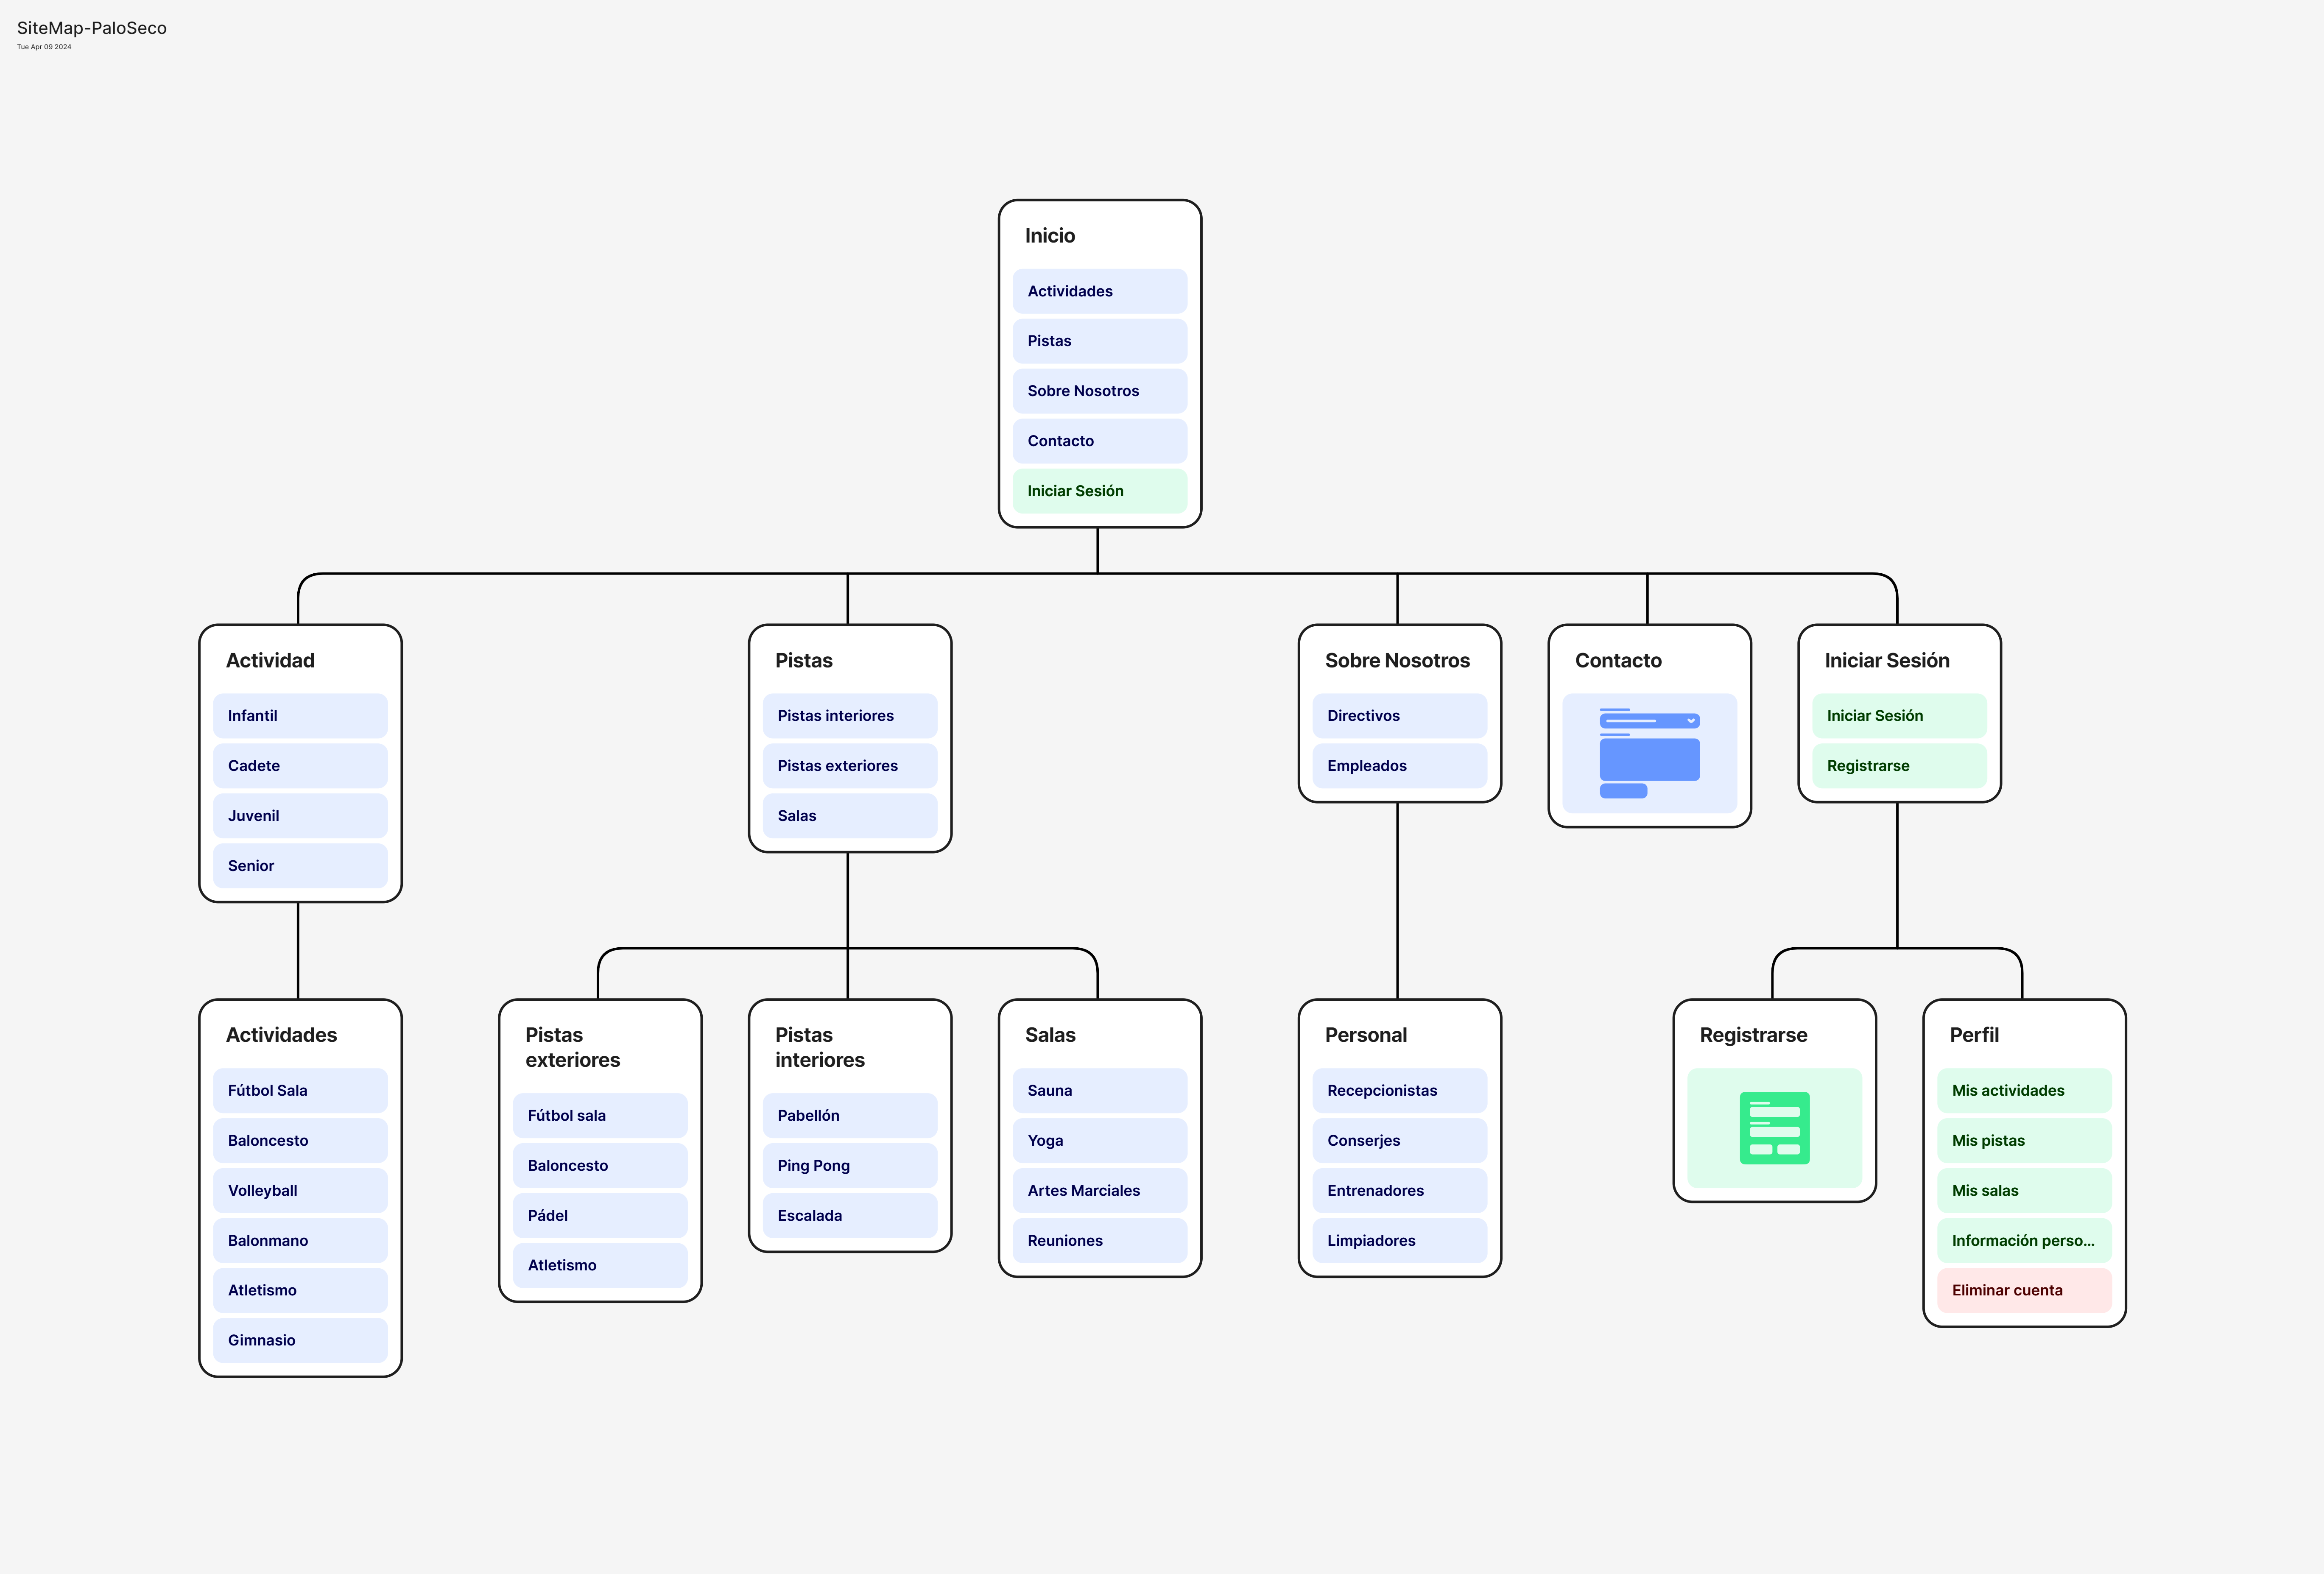 SiteMap-PaloSeco
Tue Apr 09 2024
Inicio
Actividades
Pistas
Sobre Nosotros
Contacto
Iniciar Sesión
Actividad
Infantil
Cadete
Juvenil
Senior
Pistas
Pistas interiores
Pistas exteriores
Salas
Sobre Nosotros
Directivos
Empleados
Contacto
Iniciar Sesión
Iniciar Sesión
Registrarse
Actividades
Fútbol Sala
Baloncesto
Volleyball
Balonmano
Atletismo
Gimnasio
Pistas
exteriores
Fútbol sala
Baloncesto
Pádel
Atletismo
Pistas
interiores
Pabellón
Ping Pong
Escalada
Salas
Sauna
Yoga
Artes Marciales
Reuniones
Personal
Recepcionistas
Conserjes
Entrenadores
Limpiadores
Registrarse
Perfil
Mis actividades
Mis pistas
Mis salas
Información perso...
Eliminar cuenta